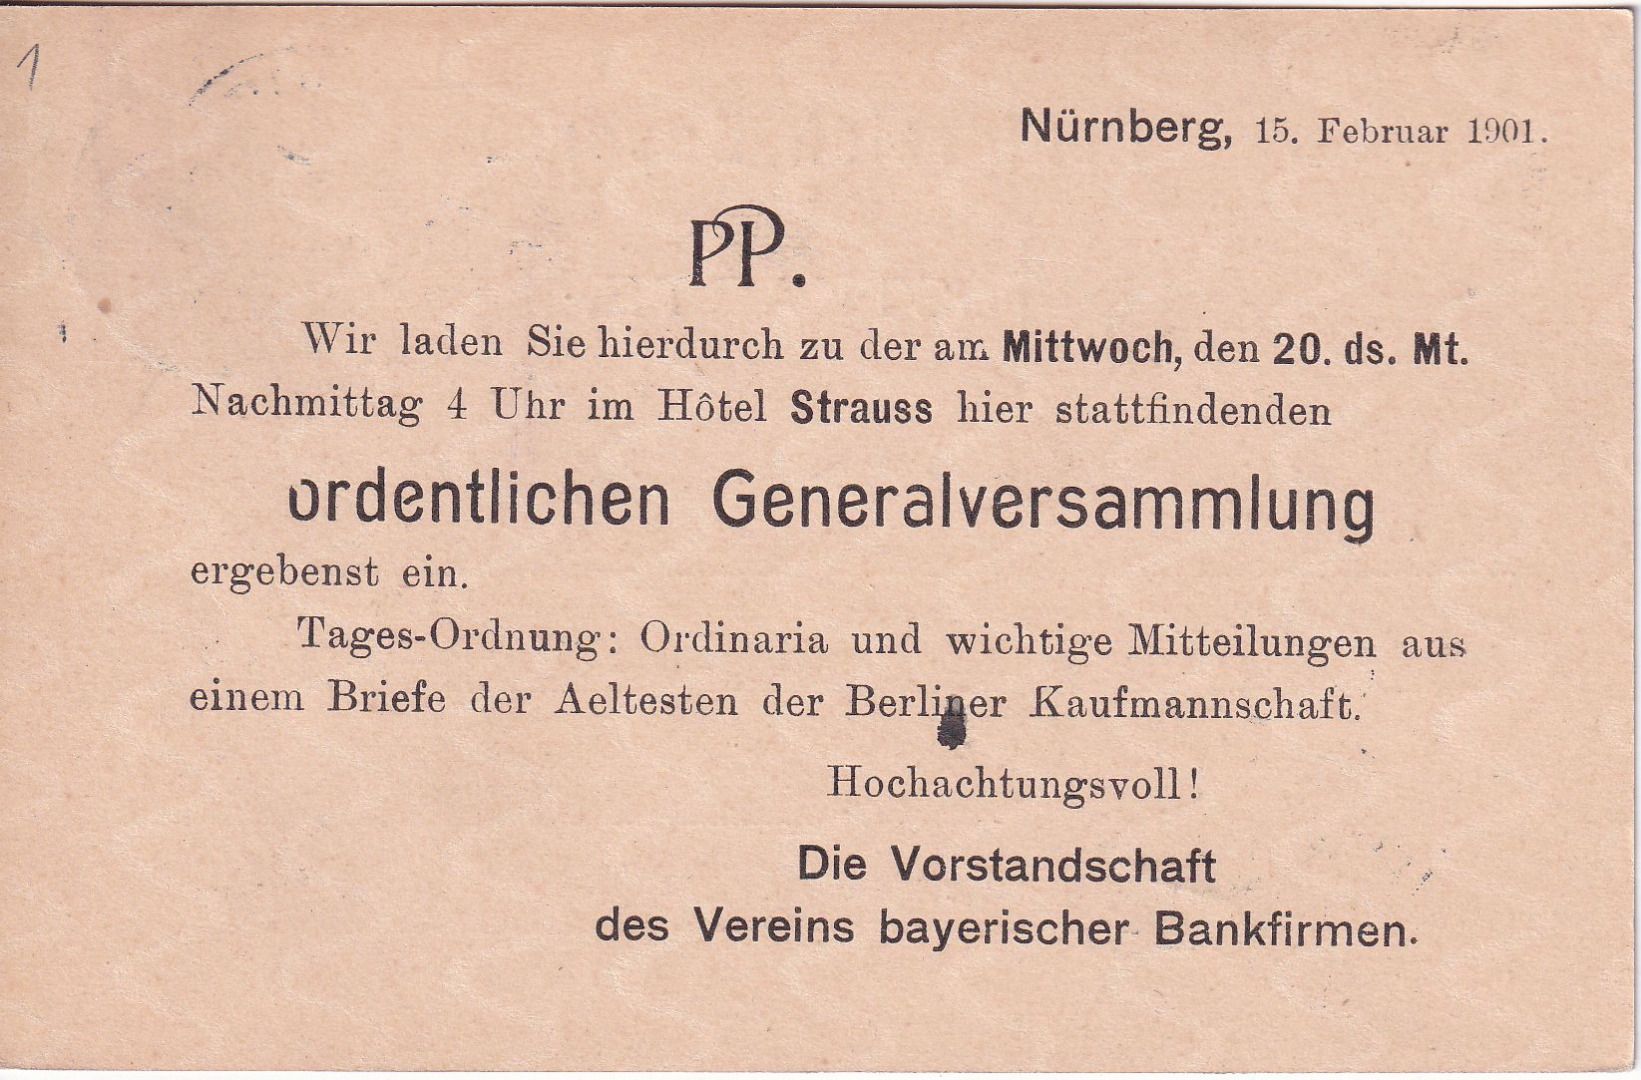 1
Nürnberg, 15. Februar 1901.
PP.
Wir laden Sie hierdurch zu der am Mittwoch, den 20. ds. Mt.
Nachmittag 4 Uhr im Hôtel Strauss hier stattfindenden
ordentlichen Generalversammlung
ergebenst ein.
Tages-Ordnung: Ordinaria und wichtige Mitteilungen aus
einem Briefe der Aeltesten der Berliner Kaufmannschaft.
Hochachtungsvoll!
Die Vorstandschaft
des Vereins bayerischer Bankfirmen.